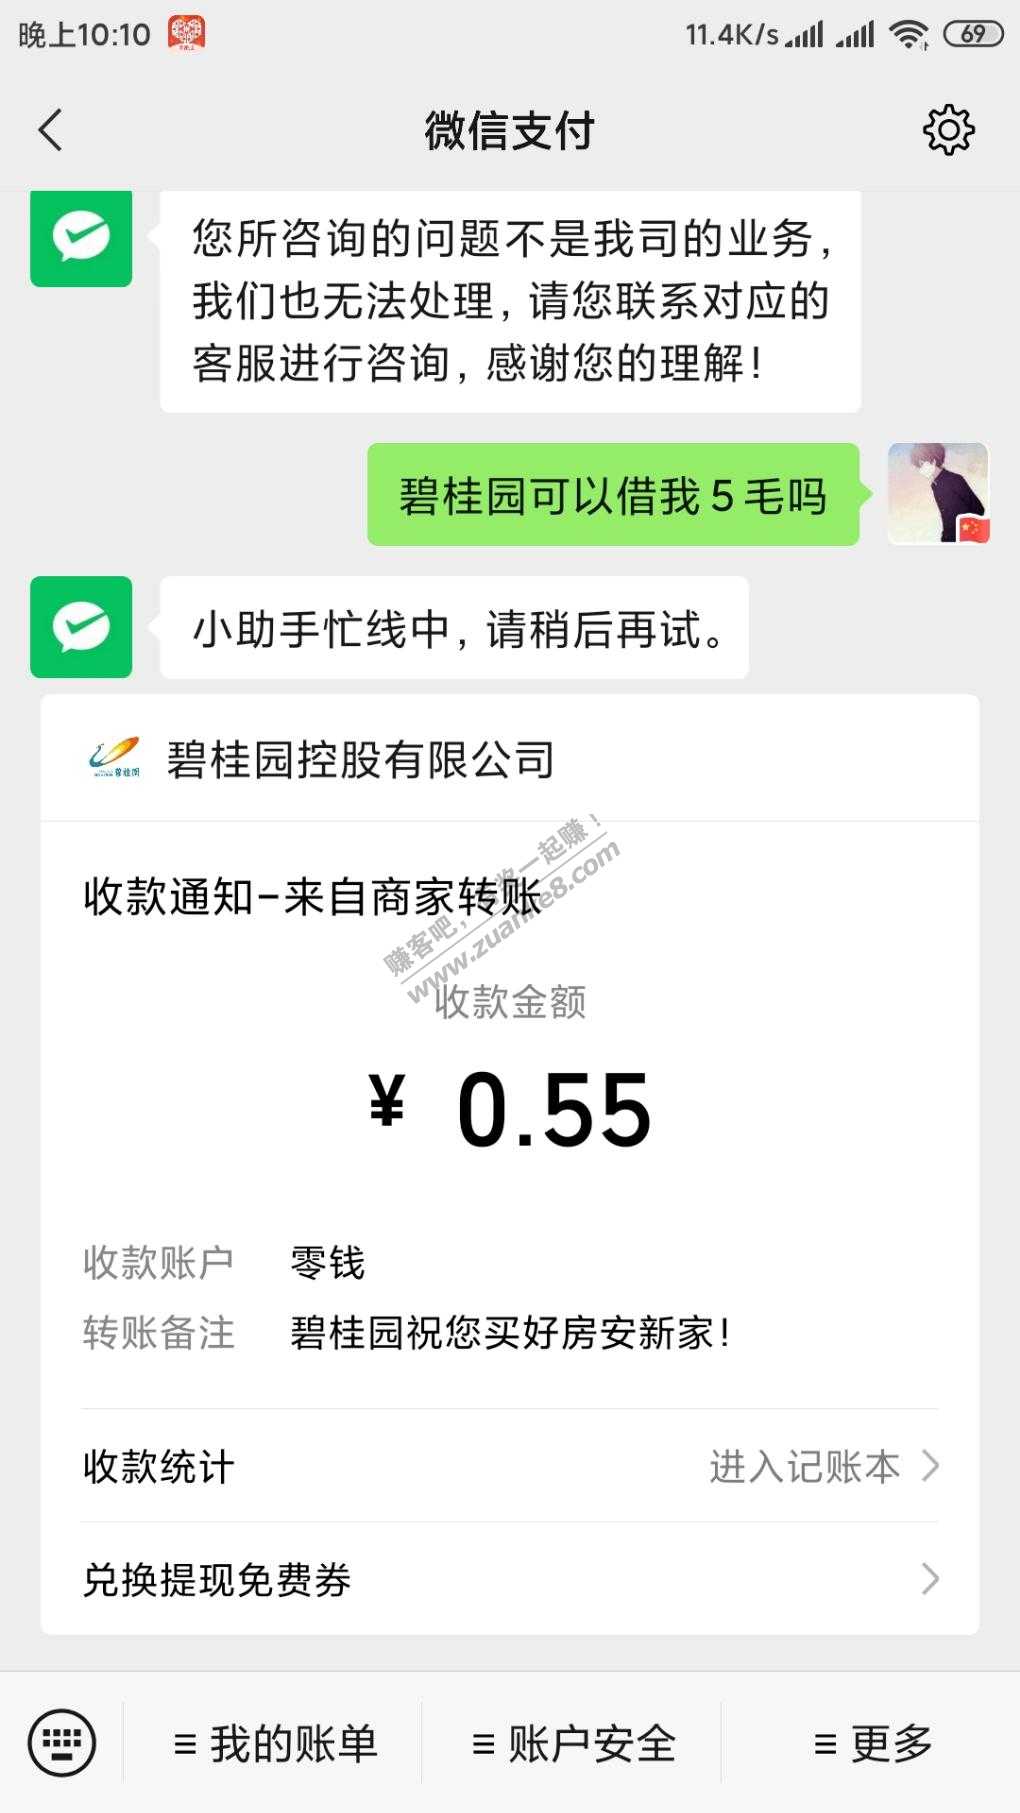 晚上10:10 11.4K/s 69
微信支付
您所咨询的问题不是我司的业务，
我们也无法处理，请您联系对应的
客服进行咨询，感谢您的理解！
碧桂园可以借我5毛吗
小助手忙线中，请稍后再试。
碧桂园
碧桂园控股有限公司
收款通知-来自商家转账
赚客吧，有奖一起赚！
www.zuanke8.com
收款金额
¥ 0.55
收款账户 零钱
转账备注 碧桂园祝您买好房安新家！
收款统计 进入记账本
兑换提现免费券
我的账单 账户安全 更多